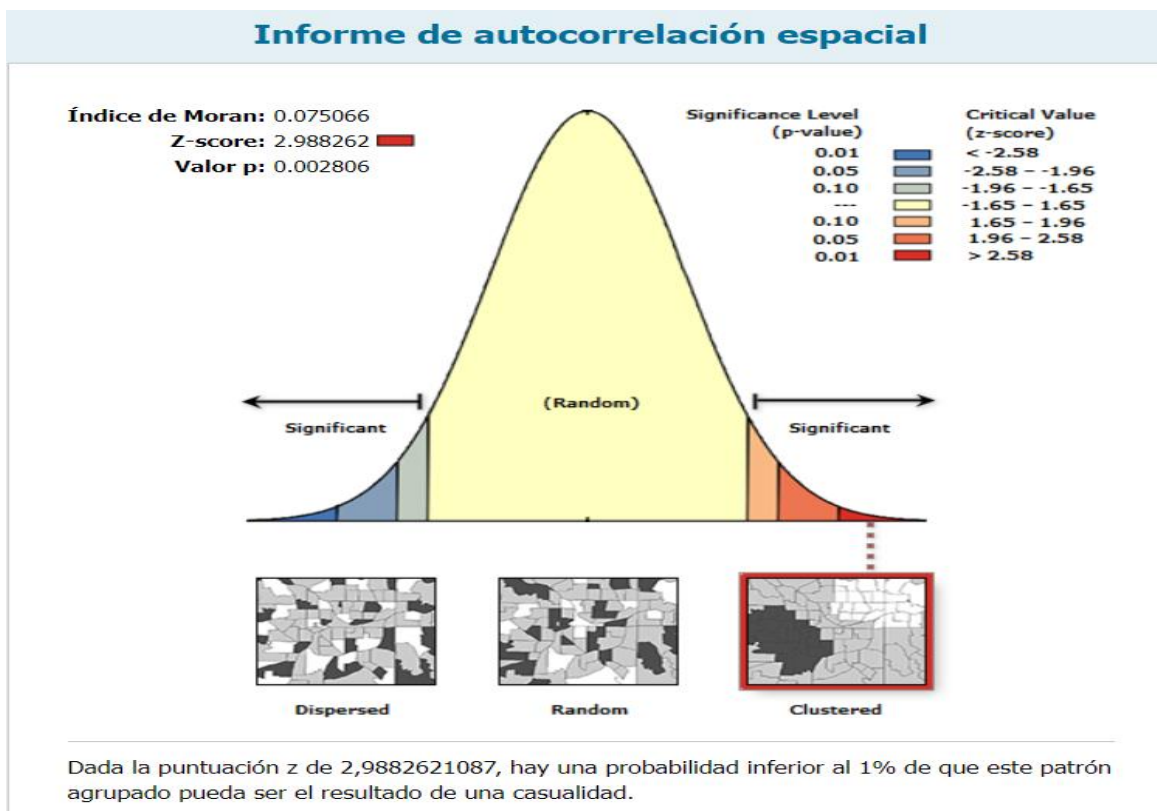 Informe de autocorrelación espacial
Índice de Moran: 0.075066
Z-score: 2.988262
Valor p: 0.002806
Significance Level
(p-value)
Critical Value
(z-score)
0.01 < -2.58
0.05 -2.58 – -1.96
0.10 -1.96 – -1.65
--- -1.65 – 1.65
0.10 1.65 – 1.96
0.05 1.96 – 2.58
0.01 > 2.58
(Random)
Significant
Significant
Dispersed
Random
Clustered
Dada la puntuación z de 2,9882621087, hay una probabilidad inferior al 1% de que este patrón
agrupado pueda ser el resultado de una casualidad.